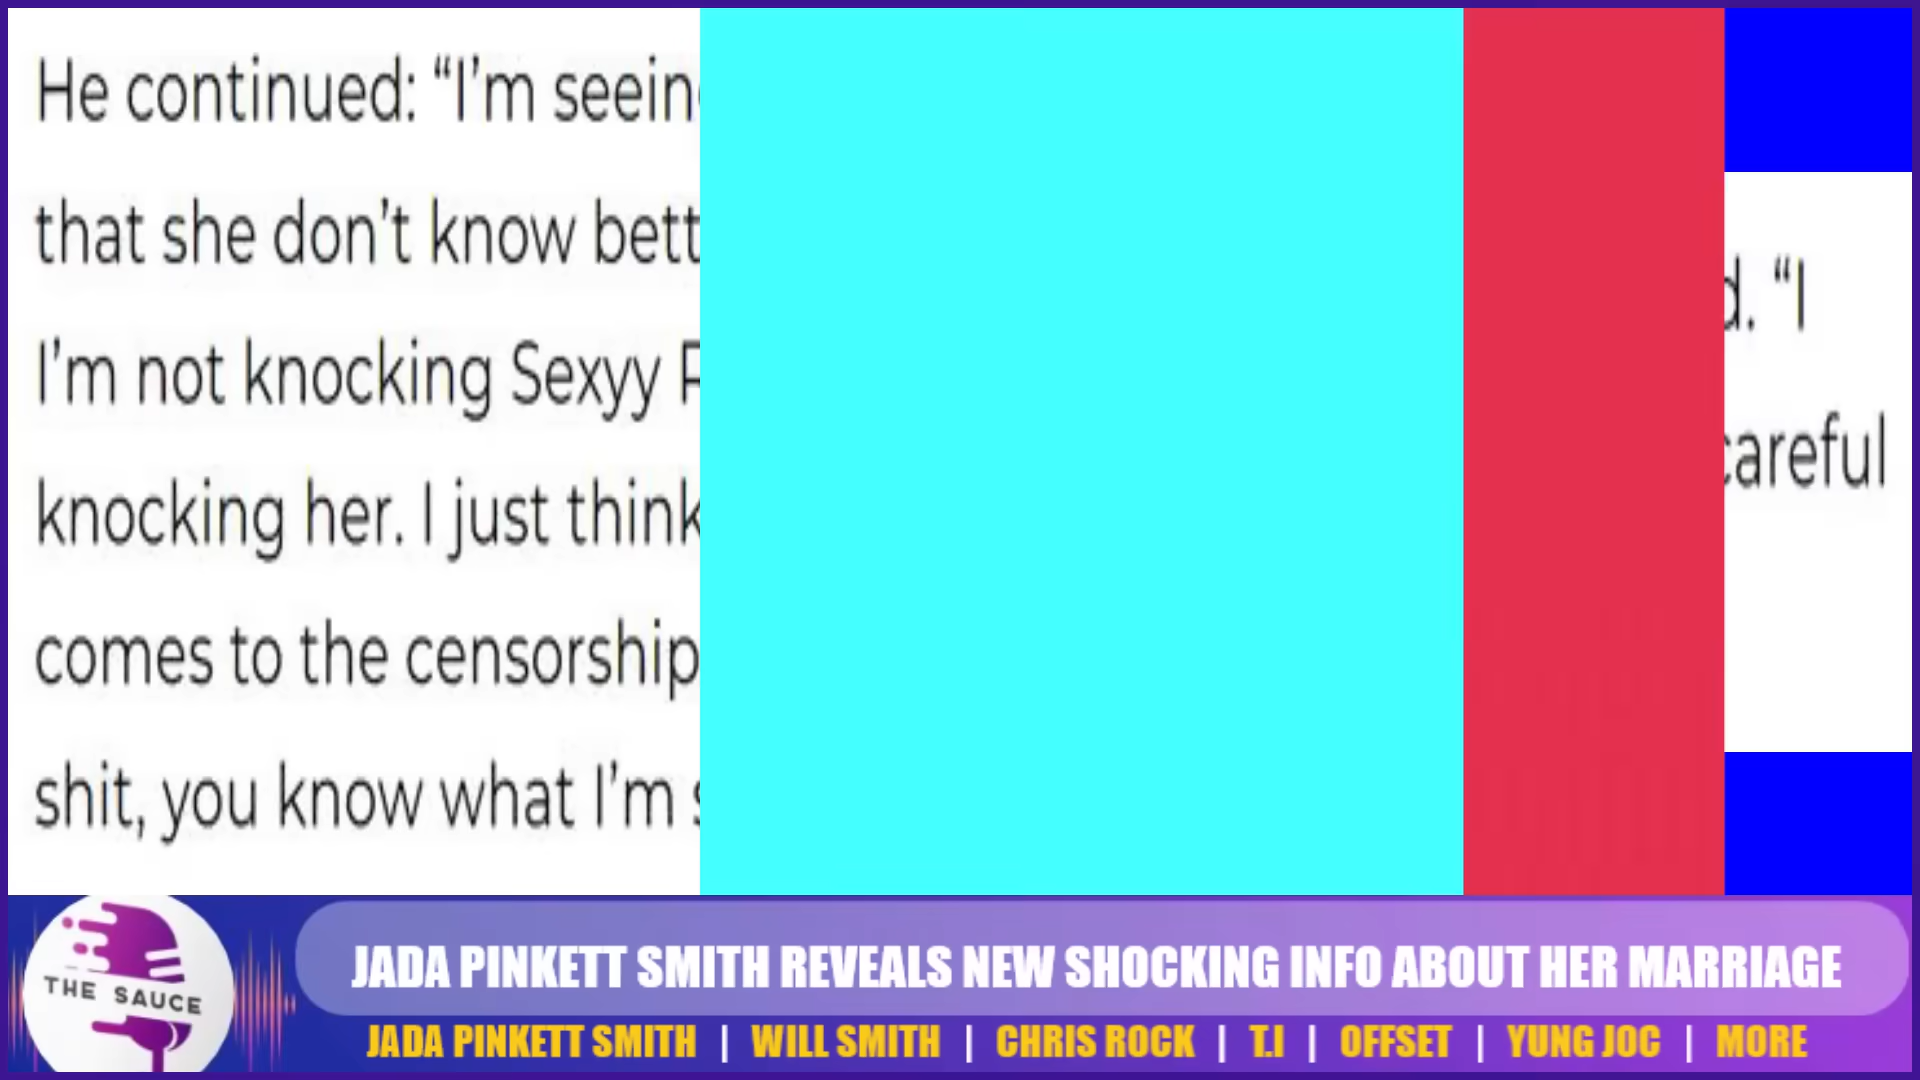 He continued: “I’m seein
that she don’t know bett
I’m not knocking Sexyy
knocking her. I just think
comes to the censorship
shit, you know what I’m
d. “I
careful
THE SAUCE
JADA PINKETT SMITH REVEALS NEW SHOCKING INFO ABOUT HER MARRIAGE
JADA PINKETT SMITH | WILL SMITH | CHRIS ROCK | T.I | OFFSET | YUNG JOC | MORE